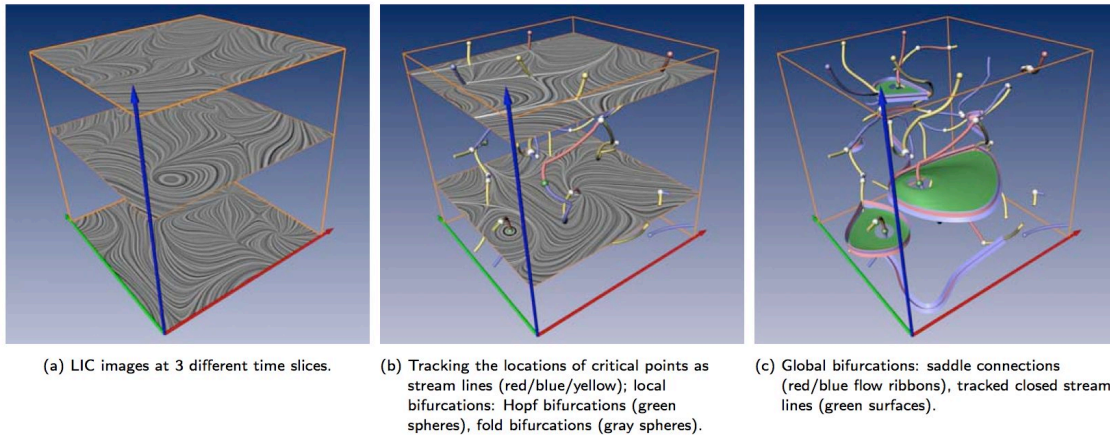 (a) LIC images at 3 different time slices.
(b) Tracking the locations of critical points as
stream lines (red/blue/yellow); local
bifurcations: Hopf bifurcations (green
spheres), fold bifurcations (gray spheres).
(c) Global bifurcations: saddle connections
(red/blue flow ribbons), tracked closed stream
lines (green surfaces).